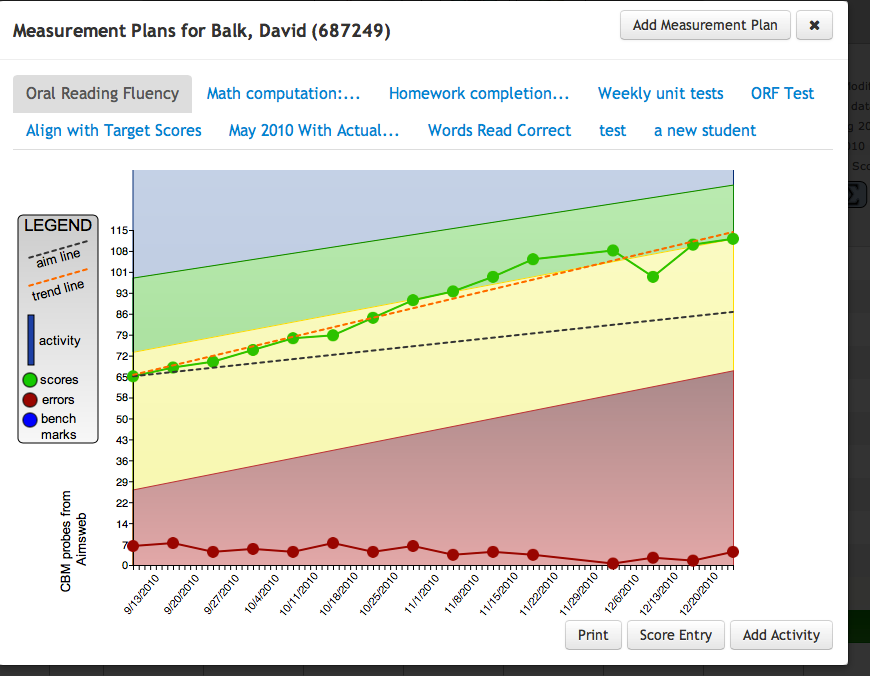 Measurement Plans for Balk, David (687249)
Add Measurement Plan
✖
Oral Reading Fluency
Math computation:...
Homework completion...
Weekly unit tests
ORF Test
Align with Target Scores
May 2010 With Actual...
Words Read Correct
test
a new student
LEGEND
aim line
trend line
activity
scores
errors
bench
marks
115
108
101
93
86
79
72
65
58
50
43
36
29
22
14
7
0
CBM probes from
Aimsweb
9/13/2010
9/20/2010
9/27/2010
10/4/2010
10/11/2010
10/18/2010
10/25/2010
11/1/2010
11/8/2010
11/15/2010
11/22/2010
11/29/2010
12/6/2010
12/13/2010
12/20/2010
Print
Score Entry
Add Activity